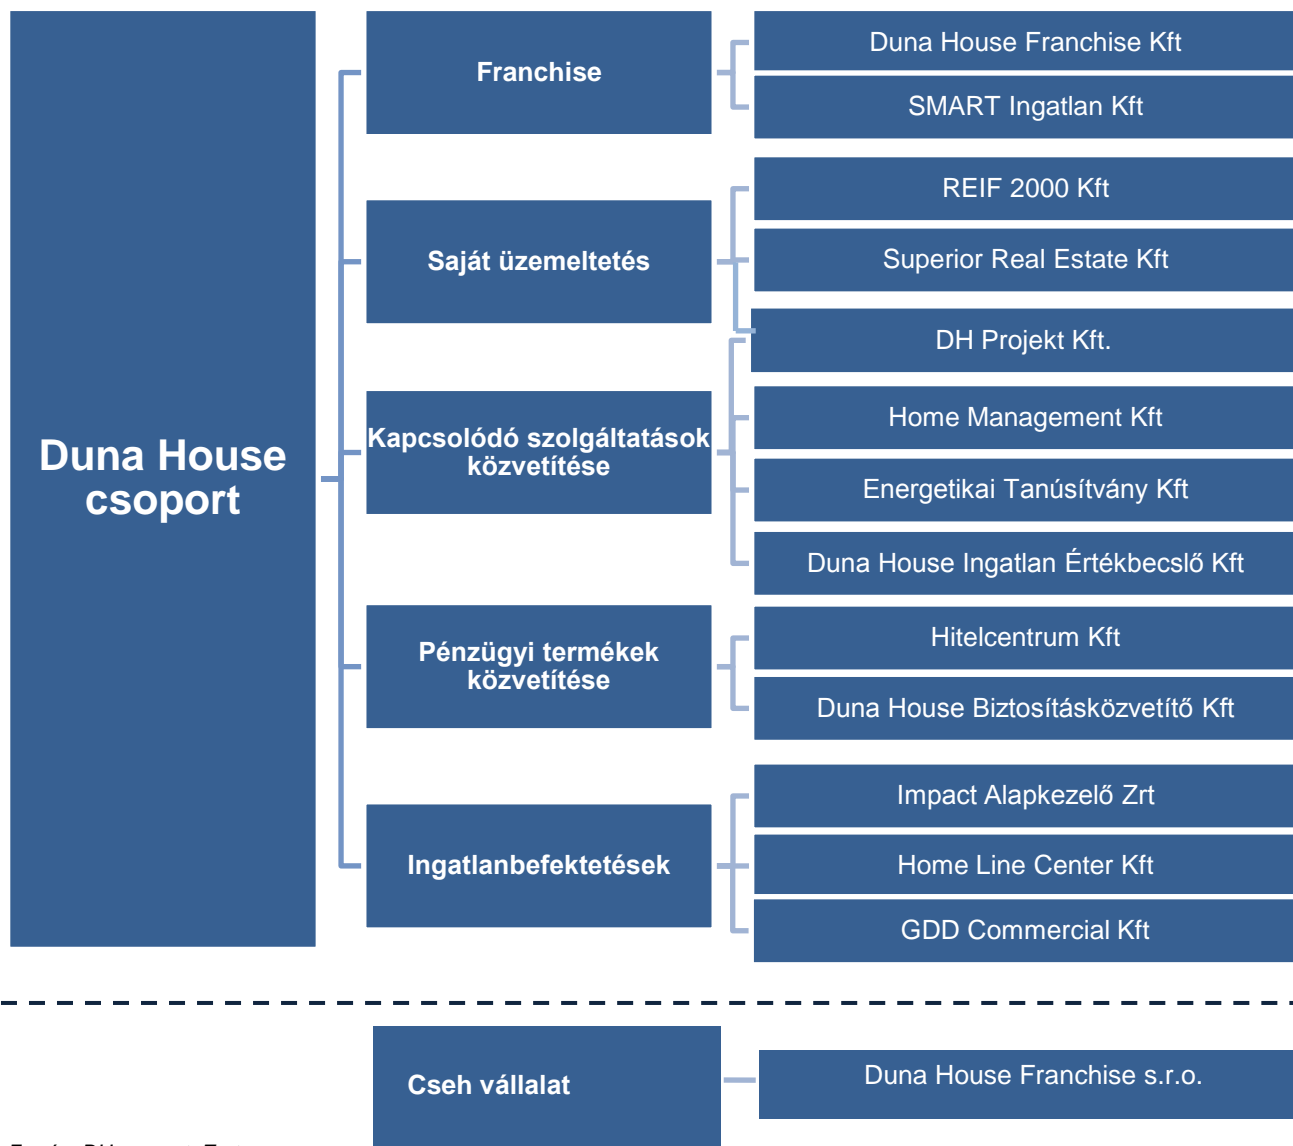 Duna House
csoport
Franchise
Duna House Franchise Kft
SMART Ingatlan Kft
Saját üzemeltetés
REIF 2000 Kft
Superior Real Estate Kft
DH Projekt Kft.
Kapcsolódó szolgáltatások
közvetítése
Home Management Kft
Energetikai Tanúsítvány Kft
Duna House Ingatlan Értékbecslő Kft
Pénzügyi termékek
közvetítése
Hitelcentrum Kft
Duna House Biztosításközvetítő Kft
Ingatlanbefektetések
Impact Alapkezelő Zrt
Home Line Center Kft
GDD Commercial Kft
Cseh vállalat
Duna House Franchise s.r.o.